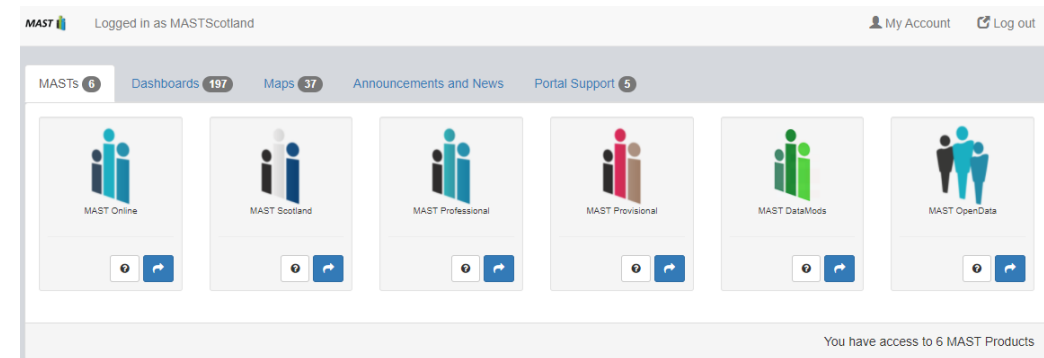 MAST Logged in as MASTScotland My Account Log out
MASTs 6 Dashboards 197 Maps 37 Announcements and News Portal Support 5
MAST Online MAST Scotland MAST Professional MAST Provisional MAST DataMods MAST OpenData
? ? ? ? ? ?
You have access to 6 MAST Products